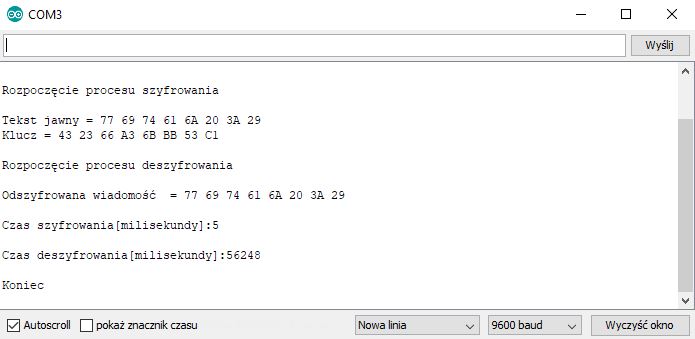 COM3
Wyślij
Rozpoczęcie procesu szyfrowania
Tekst jawny = 77 69 74 61 6A 20 3A 29
Klucz = 43 23 66 A3 6B BB 53 C1
Rozpoczęcie procesu deszyfrowania
Odszyfrowana wiadomość  = 77 69 74 61 6A 20 3A 29
Czas szyfrowania[milisekundy]:5
Czas deszyfrowania[milisekundy]:56248
Koniec
Autoscroll pokaż znacznik czasu Nowa linia 9600 baud Wyczyść okno